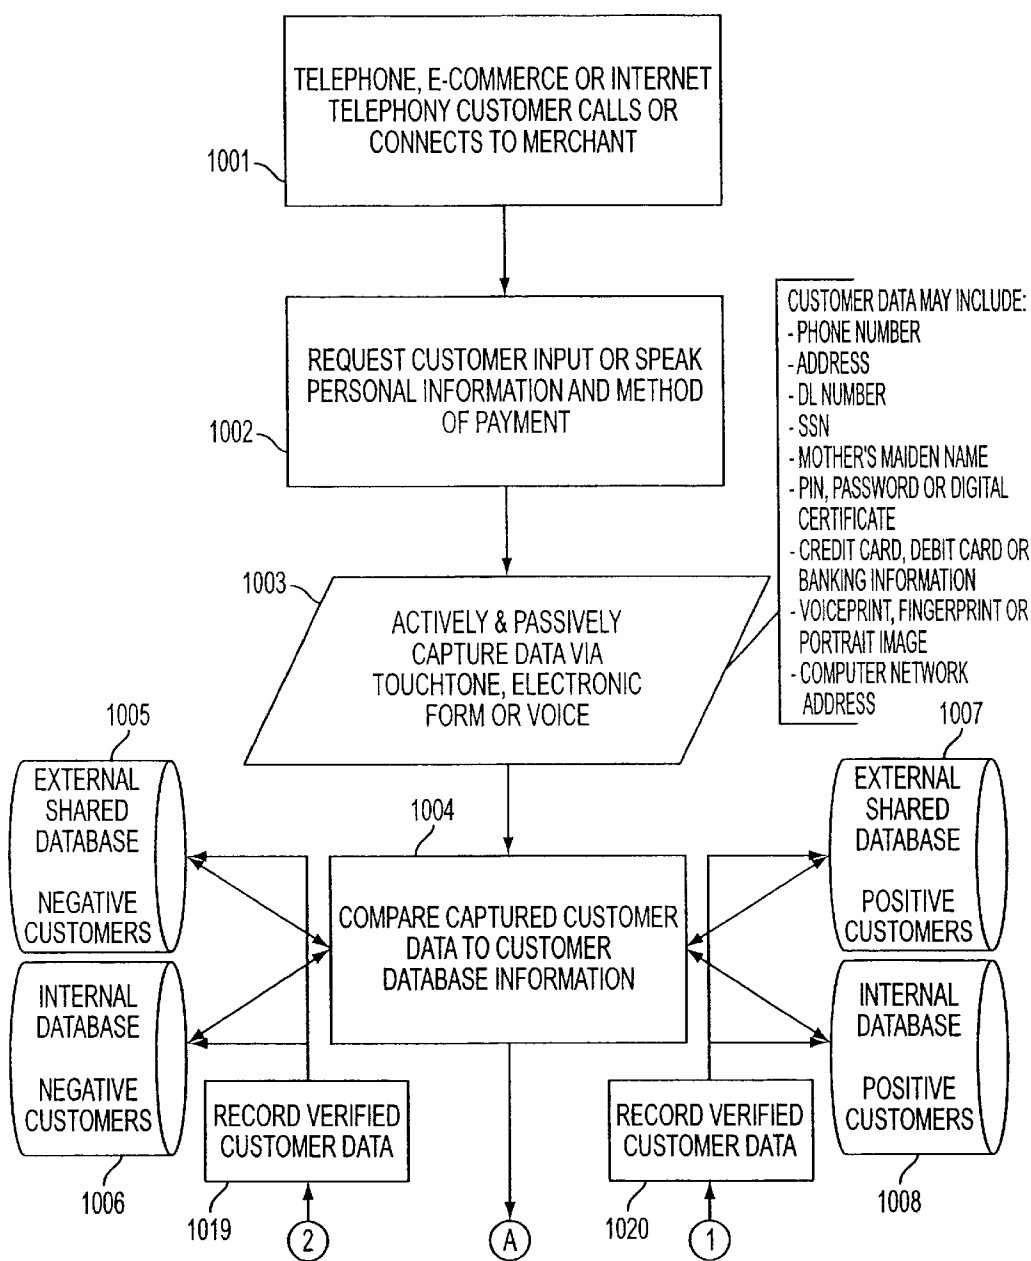 TELEPHONE, E-COMMERCE OR INTERNET
TELEPHONY CUSTOMER CALLS OR
CONNECTS TO MERCHANT
1001
REQUEST CUSTOMER INPUT OR SPEAK
PERSONAL INFORMATION AND METHOD
OF PAYMENT
1002
CUSTOMER DATA MAY INCLUDE:
- PHONE NUMBER
- ADDRESS
- DL NUMBER
- SSN
- MOTHER'S MAIDEN NAME
- PIN, PASSWORD OR DIGITAL
CERTIFICATE
- CREDIT CARD, DEBIT CARD OR
BANKING INFORMATION
- VOICEPRINT, FINGERPRINT OR
PORTRAIT IMAGE
- COMPUTER NETWORK
ADDRESS
1003
ACTIVELY & PASSIVELY
CAPTURE DATA VIA
TOUCHTONE, ELECTRONIC
FORM OR VOICE
1005
EXTERNAL
SHARED
DATABASE
NEGATIVE
CUSTOMERS
1004
COMPARE CAPTURED CUSTOMER
DATA TO CUSTOMER
DATABASE INFORMATION
1007
EXTERNAL
SHARED
DATABASE
POSITIVE
CUSTOMERS
INTERNAL
DATABASE
NEGATIVE
CUSTOMERS
1006
RECORD VERIFIED
CUSTOMER DATA
1019
2
A
RECORD VERIFIED
CUSTOMER DATA
1020
1
INTERNAL
DATABASE
POSITIVE
CUSTOMERS
1008